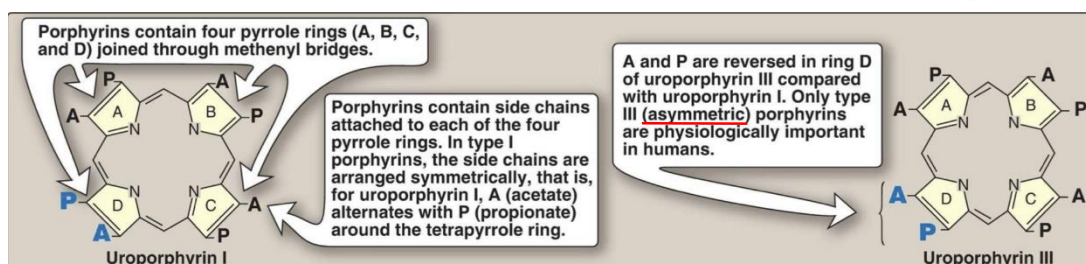 Porphyrins contain four pyrrole rings (A, B, C,
and D) joined through methenyl bridges.
P
A
A
P
A
B
N
N
N
N
D
C
P
A
A
P
Uroporphyrin I
Porphyrins contain side chains
attached to each of the four
pyrrole rings. In type I
porphyrins, the side chains are
arranged symmetrically, that is,
for uroporphyrin I, A (acetate)
alternates with P (propionate)
around the tetrapyrrole ring.
A and P are reversed in ring D
of uroporphyrin III compared
with uroporphyrin I. Only type
III (asymmetric) porphyrins
are physiologically important
in humans.
P
A
A
P
A
B
N
N
N
N
D
C
A
A
P
P
Uroporphyrin III